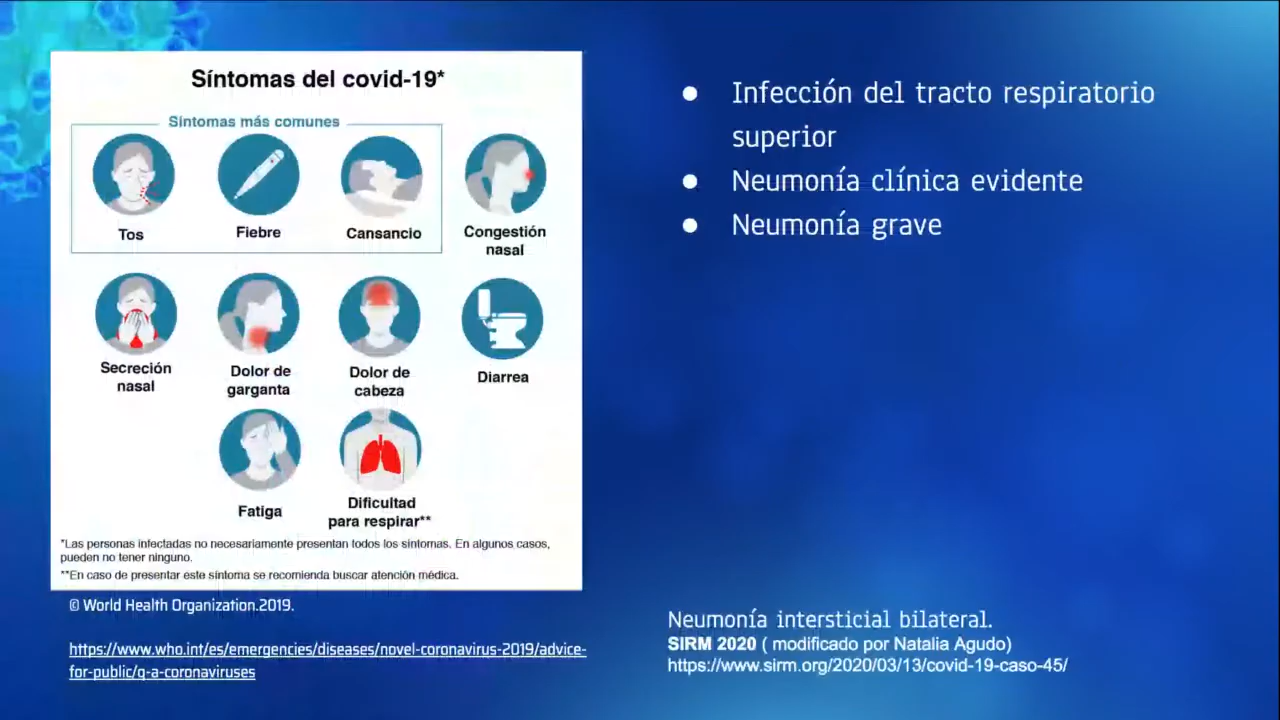 Síntomas del covid-19*
Síntomas más comunes
Tos
Fiebre
Cansancio
Congestión
nasal
Secreción
nasal
Dolor de
garganta
Dolor de
cabeza
Diarrea
Fatiga
Dificultad
para respirar**
*Las personas infectadas no necesariamente presentan todos los síntomas. En algunos casos,
pueden no tener ninguno.
**En caso de presentar este síntoma se recomienda buscar atención médica.
© World Health Organization.2019.
https://www.who.int/es/emergencies/diseases/novel-coronavirus-2019/advice-
for-public/q-a-coronaviruses
● Infección del tracto respiratorio
superior
● Neumonía clínica evidente
● Neumonía grave
Neumonía intersticial bilateral.
SIRM 2020 ( modificado por Natalia Agudo)
https://www.sirm.org/2020/03/13/covid-19-caso-45/